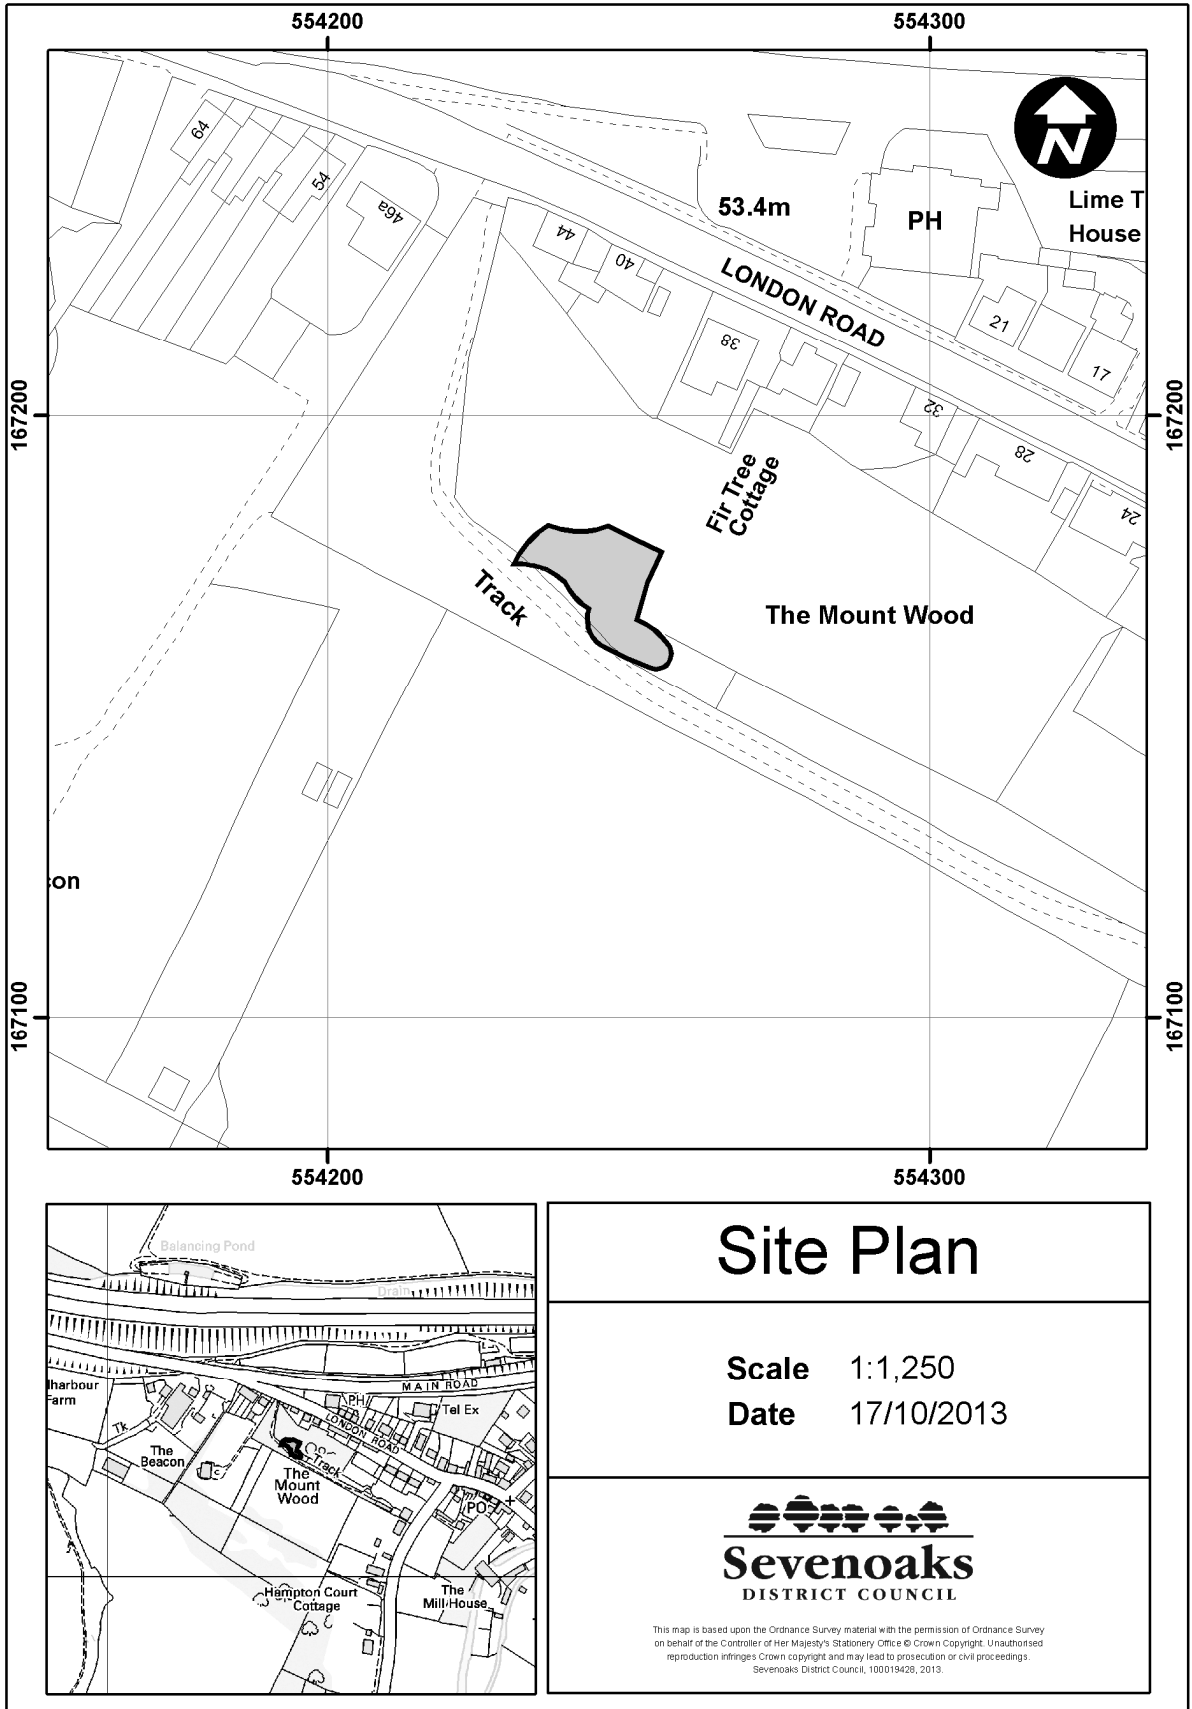 554200
554300
64
54
46a
44
40
53.4m
PH
N
Lime T
House
LONDON ROAD
38
21
17
32
28
24
167200
167200
Fir Tree
Cottage
Track
The Mount Wood
con
167100
167100
554200
554300
Balancing Pond
Drain
MAIN ROAD
lharbour
Farm
PH
Tel Ex
LONDON ROAD
Tk
The
Beacon
Track
The
Mount
Wood
PO
Hampton Court
Cottage
The
Mill House
Site Plan
Scale 1:1,250
Date 17/10/2013
Sevenoaks
DISTRICT COUNCIL
This map is based upon the Ordnance Survey material with the permission of Ordnance Survey
on behalf of the Controller of Her Majesty's Stationery Office © Crown Copyright. Unauthorised
reproduction infringes Crown copyright and may lead to prosecution or civil proceedings.
Sevenoaks District Council, 100019428, 2013.